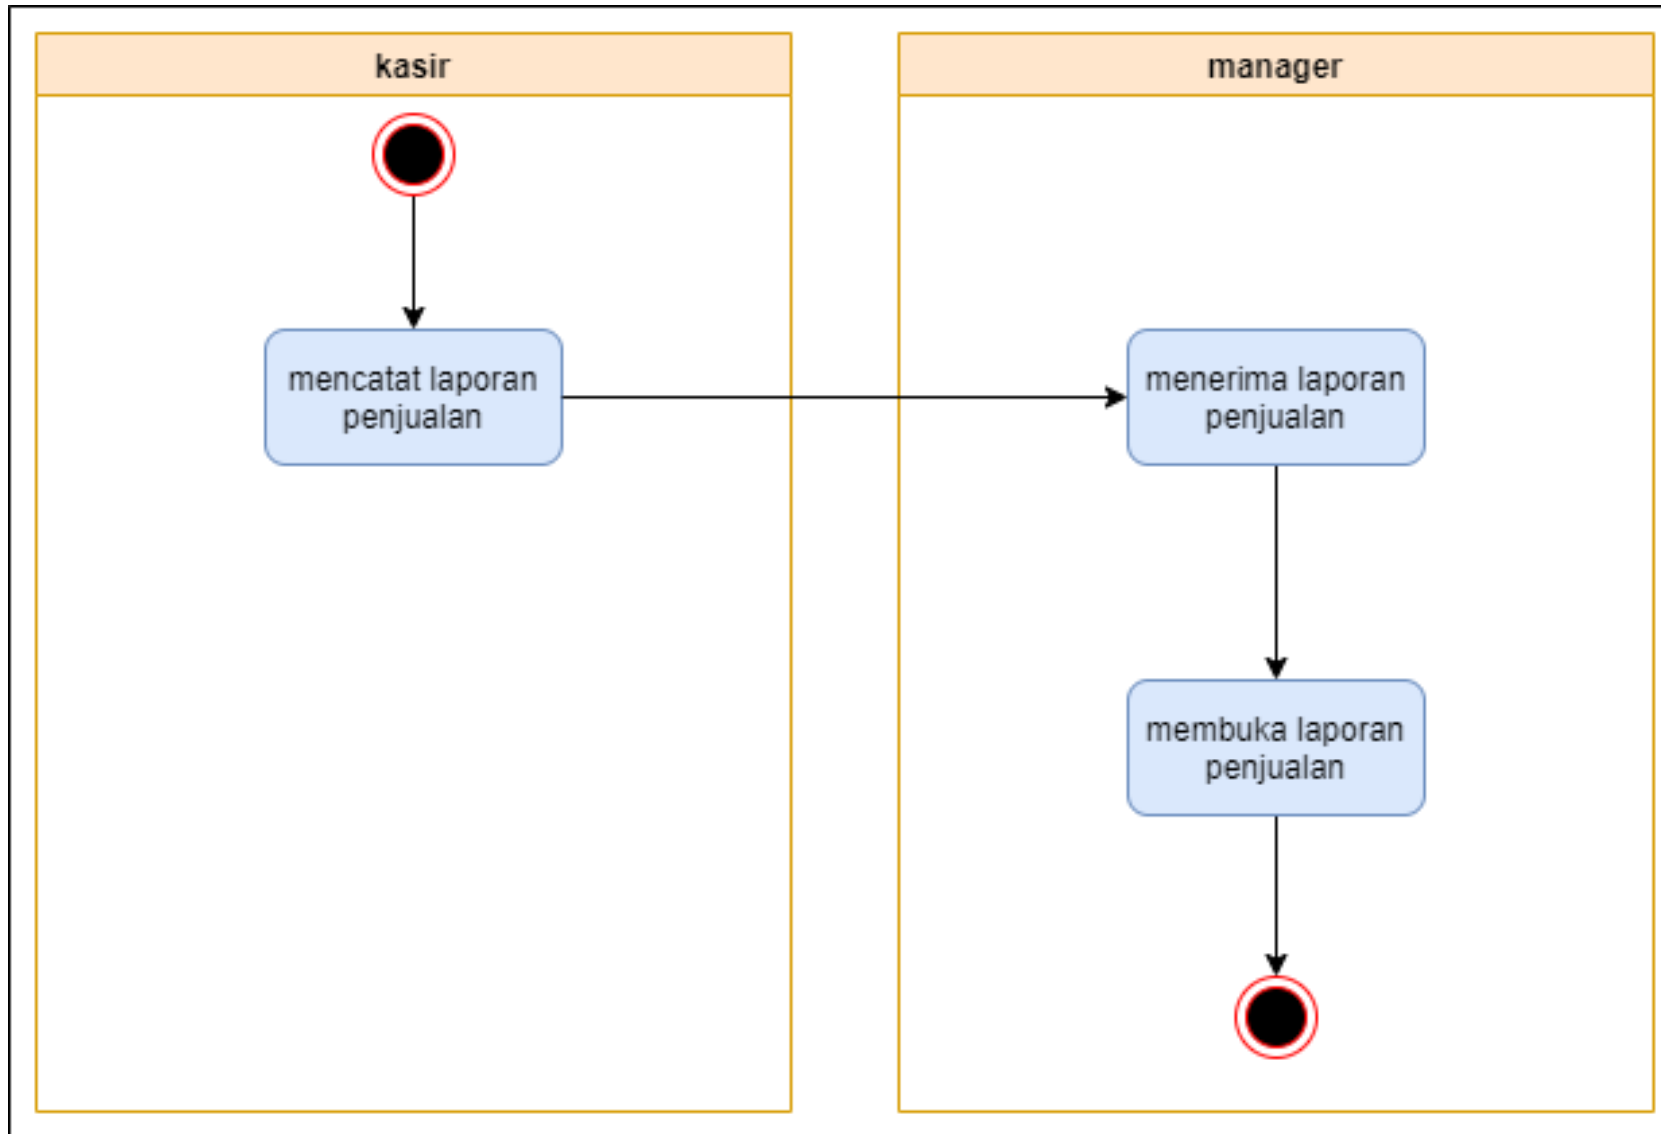 kasir
manager
mencatat laporan
penjualan
menerima laporan
penjualan
membuka laporan
penjualan